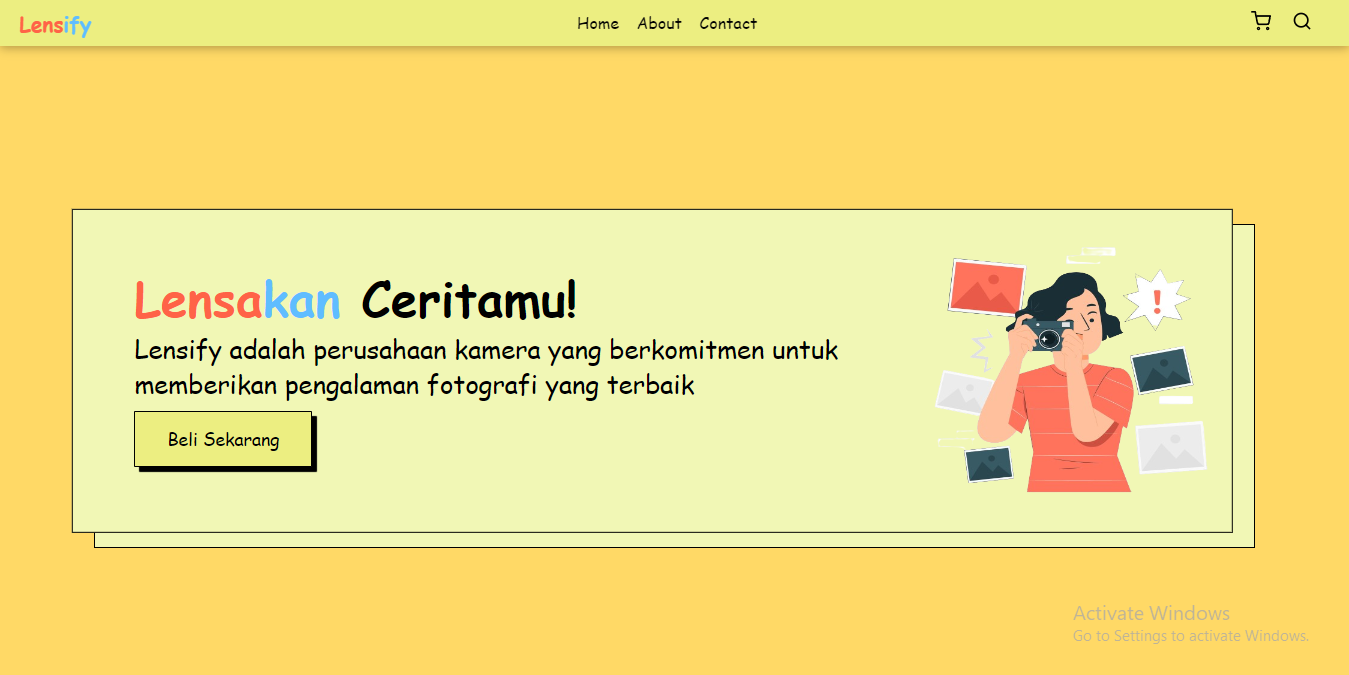 Lensify
Home About Contact
Lensakan Ceritamu!
Lensify adalah perusahaan kamera yang berkomitmen untuk
memberikan pengalaman fotografi yang terbaik
Beli Sekarang
!
Activate Windows
Go to Settings to activate Windows.